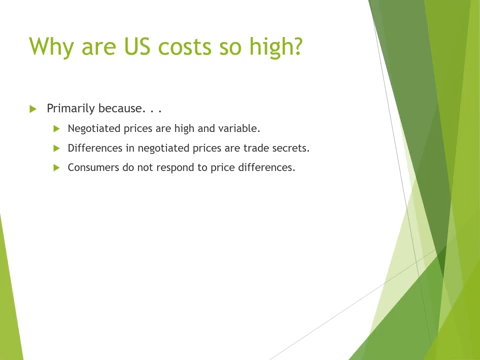 Why are US costs so high?
Primarily because. . .
Negotiated prices are high and variable.
Differences in negotiated prices are trade secrets.
Consumers do not respond to price differences.